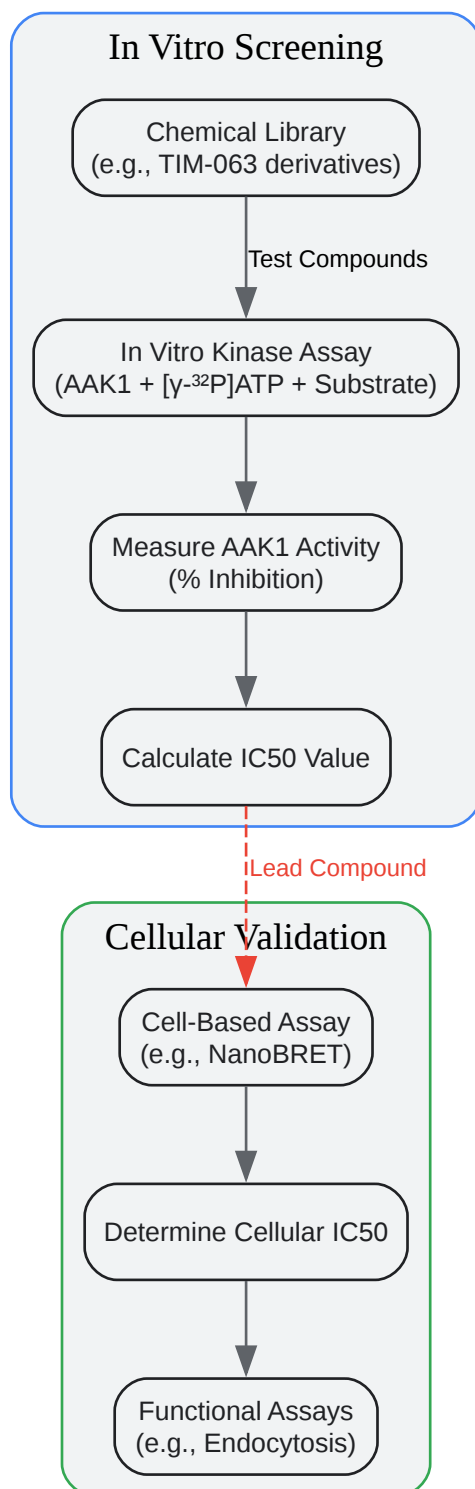 In Vitro Screening
Chemical Library
(e.g., TIM-063 derivatives)
Test Compounds
In Vitro Kinase Assay
(AAK1 + [γ-³²P]ATP + Substrate)
Measure AAK1 Activity
(% Inhibition)
Calculate IC50 Value
Lead Compound
Cellular Validation
Cell-Based Assay
(e.g., NanoBRET)
Determine Cellular IC50
Functional Assays
(e.g., Endocytosis)